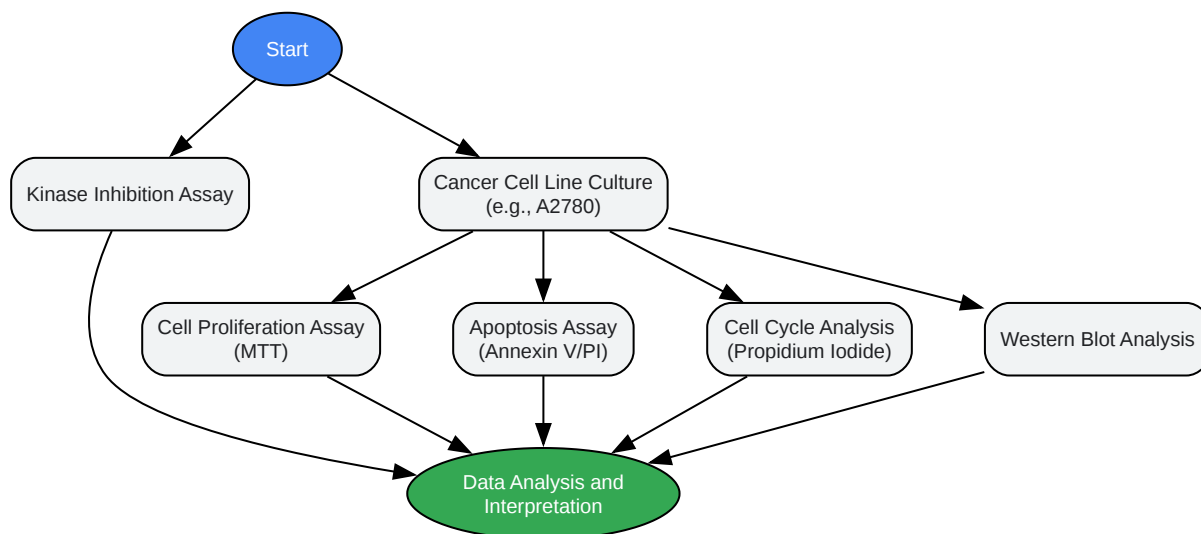 Start
Kinase Inhibition Assay
Cancer Cell Line Culture
(e.g., A2780)
Cell Proliferation Assay
(MTT)
Apoptosis Assay
(Annexin V/PI)
Cell Cycle Analysis
(Propidium Iodide)
Western Blot Analysis
Data Analysis and
Interpretation